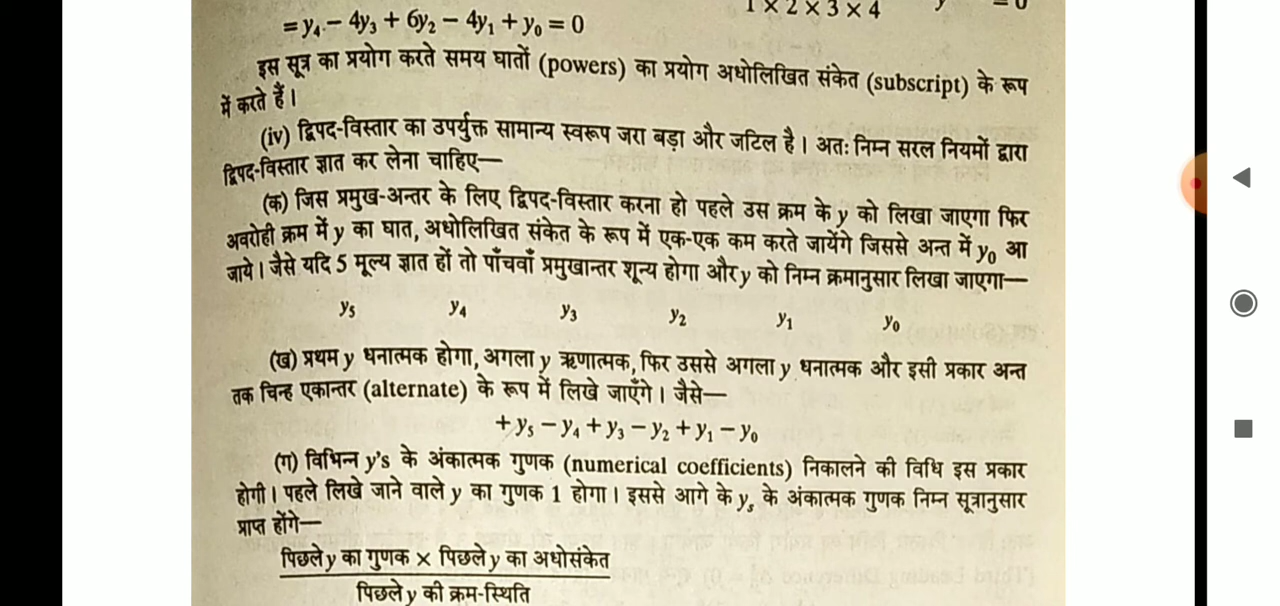 1 × 2 × 3 × 4 y = 0
= y₄ − 4y₃ + 6y₂ − 4y₁ + y₀ = 0
इस सूत्र का प्रयोग करते समय घातों (powers) का प्रयोग अधोलिखित संकेत (subscript) के रूप
में करते हैं।
(iv) द्विपद-विस्तार का उपर्युक्त सामान्य स्वरूप जरा बड़ा और जटिल है। अतः निम्न सरल नियमों द्वारा
द्विपद-विस्तार ज्ञात कर लेना चाहिए—
(क) जिस प्रमुख-अन्तर के लिए द्विपद-विस्तार करना हो पहले उस क्रम के y को लिखा जाएगा फिर
अवरोही क्रम में y का घात, अधोलिखित संकेत के रूप में एक-एक कम करते जायेंगे जिससे अन्त में y₀ आ
जाये। जैसे यदि 5 मूल्य ज्ञात हों तो पाँचवाँ प्रमुखान्तर शून्य होगा और y को निम्न क्रमानुसार लिखा जाएगा—
y₅ y₄ y₃ y₂ y₁ y₀
(ख) प्रथम y धनात्मक होगा, अगला y ऋणात्मक, फिर उससे अगला y धनात्मक और इसी प्रकार अन्त
तक चिन्ह एकान्तर (alternate) के रूप में लिखे जाएँगे। जैसे—
+ y₅ − y₄ + y₃ − y₂ + y₁ − y₀
(ग) विभिन्न y's के अंकात्मक गुणक (numerical coefficients) निकालने की विधि इस प्रकार
होगी। पहले लिखे जाने वाले y का गुणक 1 होगा। इससे आगे के yₛ के अंकात्मक गुणक निम्न सूत्रानुसार
प्राप्त होंगे—
पिछले y का गुणक × पिछले y का अधोसंकेत
पिछले y की क्रम-स्थिति